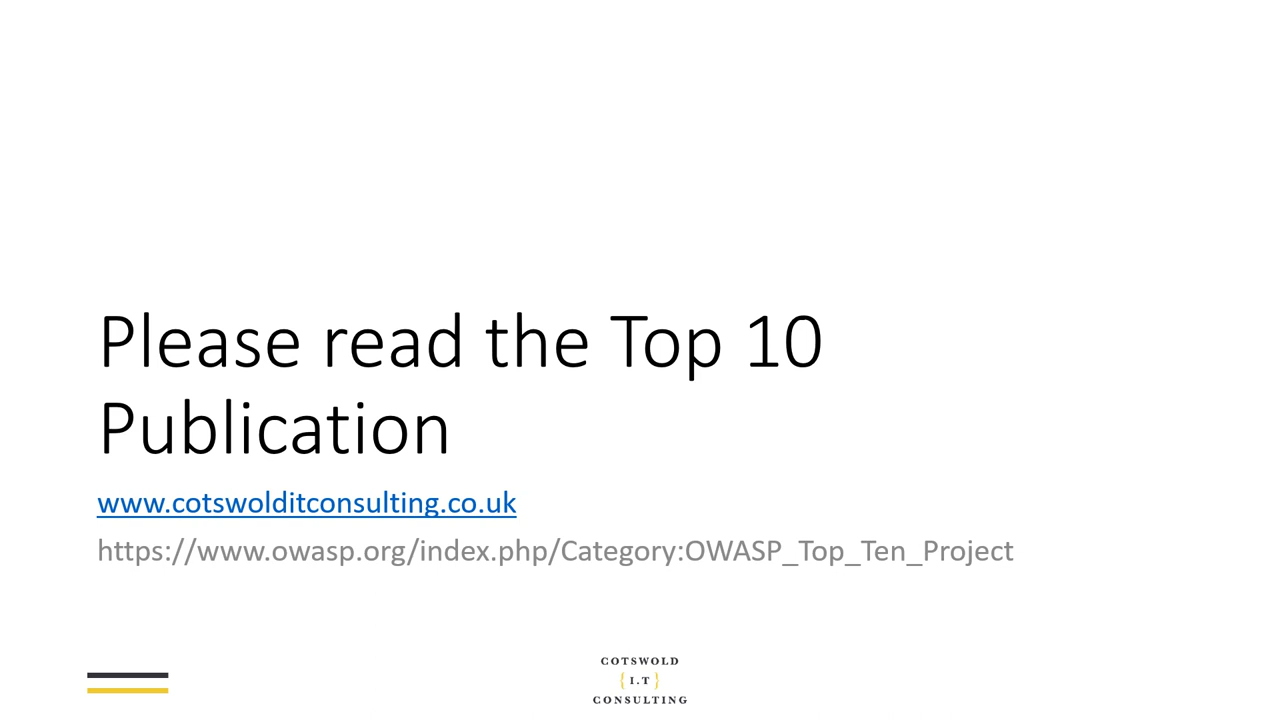 Please read the Top 10
Publication
www.cotswolditconsulting.co.uk
https://www.owasp.org/index.php/Category:OWASP_Top_Ten_Project
COTSWOLD
{ I.T }
CONSULTING